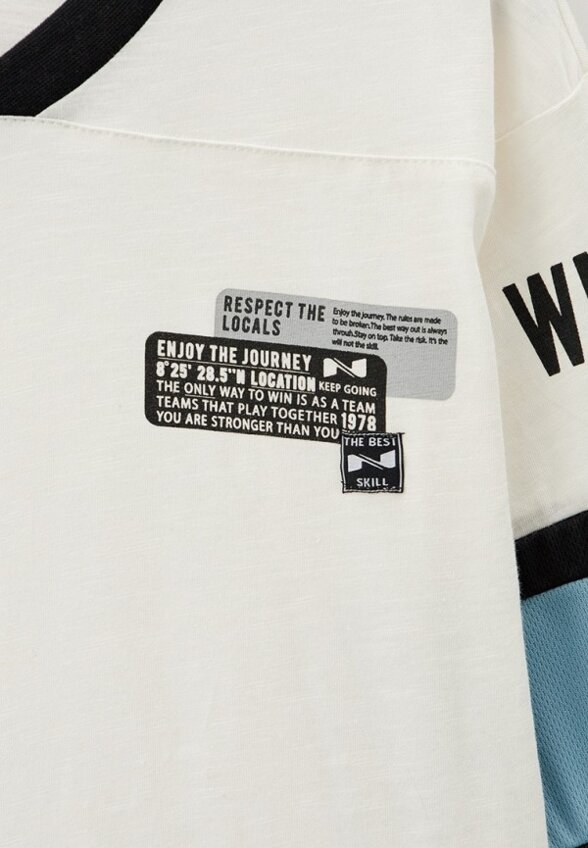 RESPECT THE
LOCALS
Enjoy the journey. The rules are made
to be broken.The best way out is always
throuh.Stay on top. Take the risk. It's the
will not the skill.
ENJOY THE JOURNEY
8°25' 28.5"N LOCATION KEEP GOING
THE ONLY WAY TO WIN IS AS A TEAM
TEAMS THAT PLAY TOGETHER 1978
YOU ARE STRONGER THAN YOU
THE BEST
SKILL
W